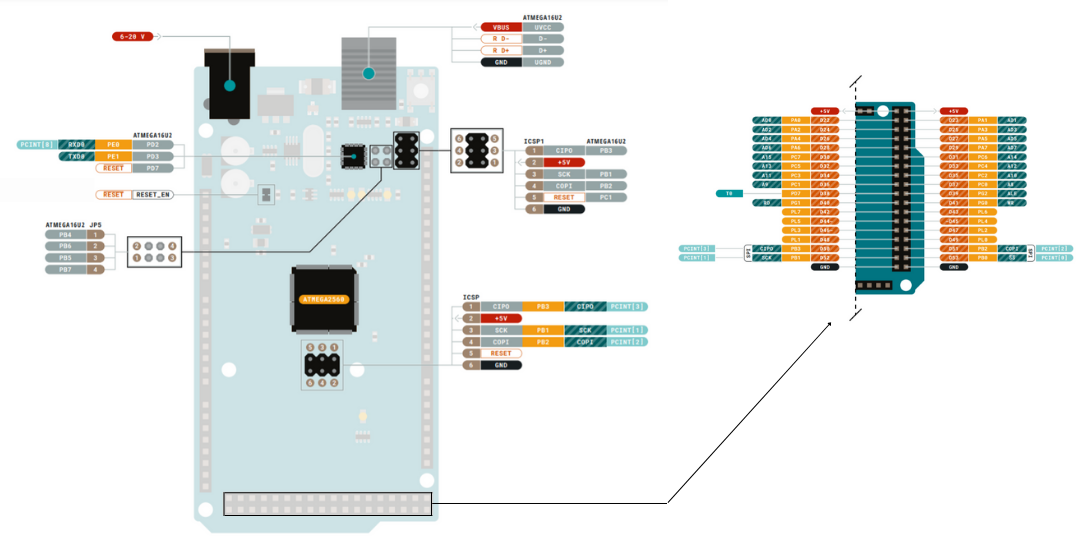 ATMEGA16U2
VBUS UVCC
R D- D-
R D+ D+
GND UGND
6-20 V
ATMEGA16U2
PCINT[8] RXD0 PE0 PD2
TXD0 PE1 PD3
RESET PD7
RESET RESET_EN
ATMEGA16U2 JP5
PB4 1
PB6 2
PB5 3
PB7 4
2 4
1 3
6 5
4 3
2 1
ICSP1 ATMEGA16U2
1 CIPO PB3
2 +5V
3 SCK PB1
4 COPI PB2
5 RESET PC1
6 GND
ATMEGA2560
5 3 1
6 4 2
ICSP
1 CIPO PB3 CIPO PCINT[3]
2 +5V
3 SCK PB1 SCK PCINT[1]
4 COPI PB2 COPI PCINT[2]
5 RESET
6 GND
+5V +5V
AD0 PA0 D22 D23 PA1 AD1
AD2 PA2 D24 D25 PA3 AD3
AD4 PA4 D26 D27 PA5 AD5
AD6 PA6 D28 D29 PA7 AD7
PC7 D30 D31 PC6 A14
PC5 D32 D33 PC4 A12
A11 PC3 D34 D35 PC2 A10
A9 PC1 D36 D37 PC0 A8
T0 PD7 D38 D39 PG2 ALE
RD PG1 D40 D41 PG0 WR
PL7 D42 D43 PL6
PL5 D44 D45 PL4
PL3 D46 D47 PL2
PL1 D48 D49 PL0
PCINT[3] SPI CIPO PB3 D50 D51 PB2 COPI SPI PCINT[2]
PCINT[1] SCK PB1 D52 D53 PB0 SS PCINT[0]
GND GND